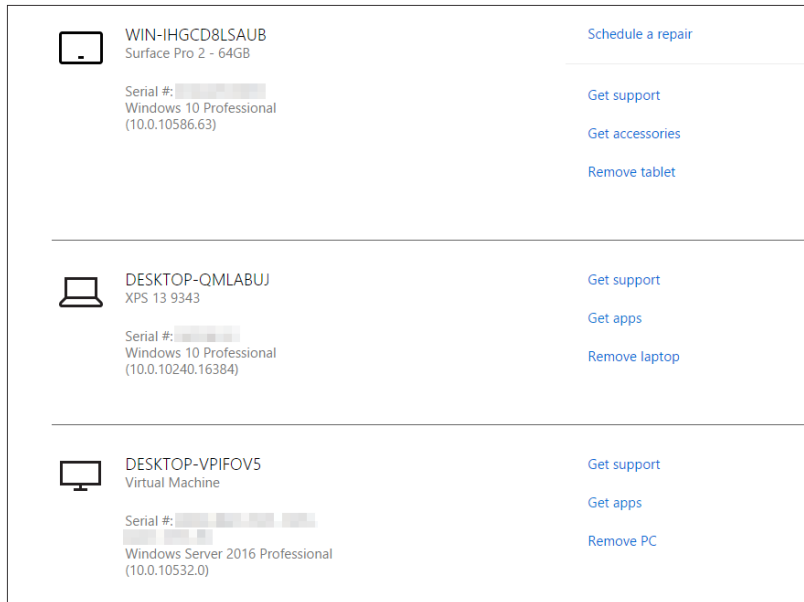 WIN-IHGCD8LSAUB
Surface Pro 2 - 64GB
Serial #:
Windows 10 Professional
(10.0.10586.63)
Schedule a repair
Get support
Get accessories
Remove tablet
DESKTOP-QMLABUJ
XPS 13 9343
Serial #:
Windows 10 Professional
(10.0.10240.16384)
Get support
Get apps
Remove laptop
DESKTOP-VPIFOV5
Virtual Machine
Serial #:
Windows Server 2016 Professional
(10.0.10532.0)
Get support
Get apps
Remove PC